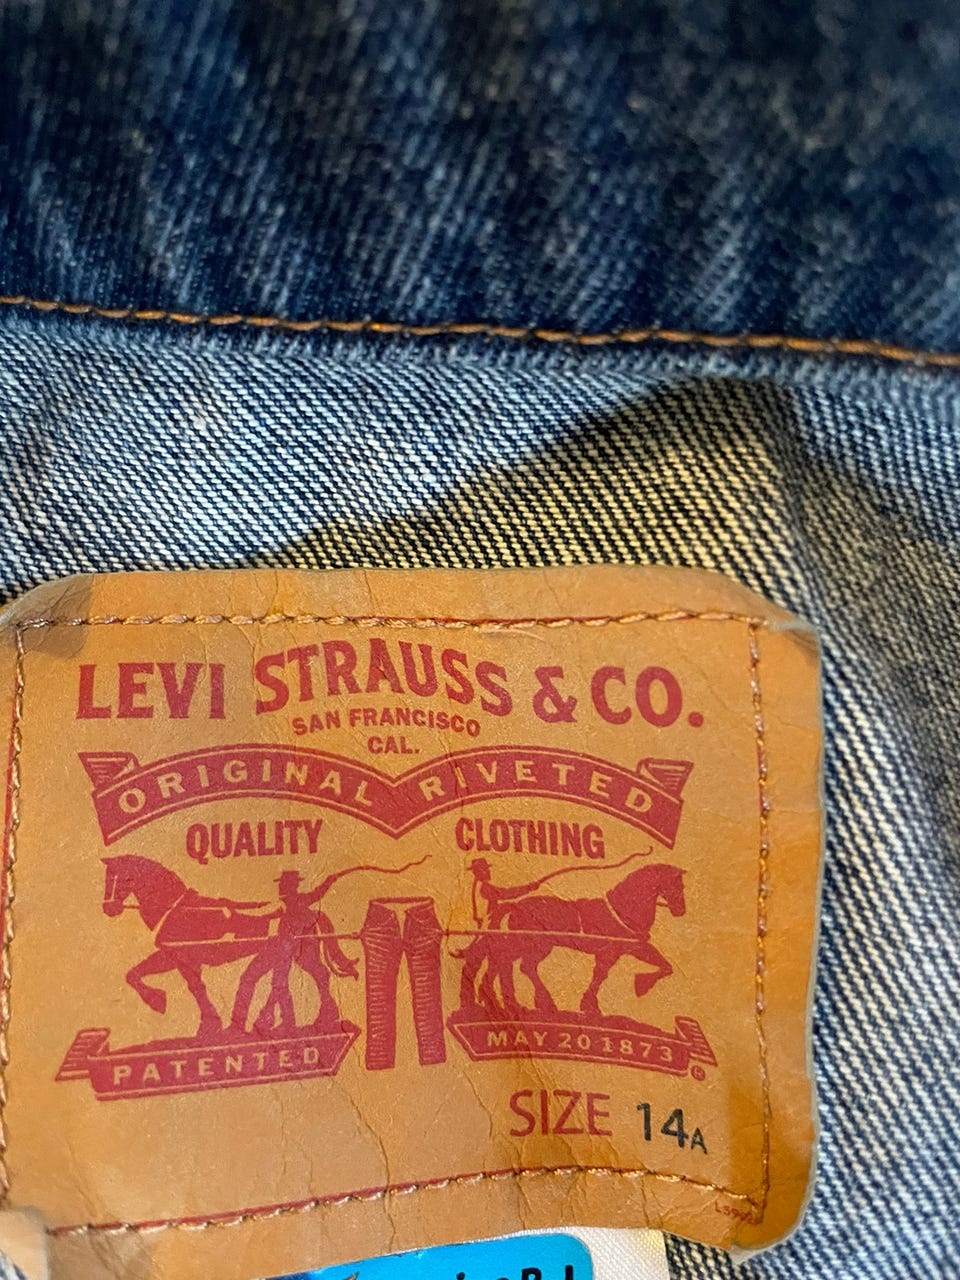 LEVI STRAUSS & CO.
SAN FRANCISCO
CAL.
ORIGINAL RIVETED
QUALITY CLOTHING
PATENTED MAY 20 1873 ®
SIZE 14A